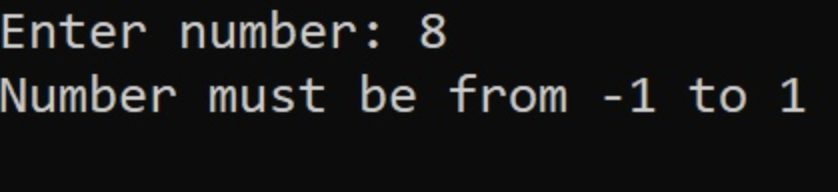 Enter number: 8
Number must be from -1 to 1